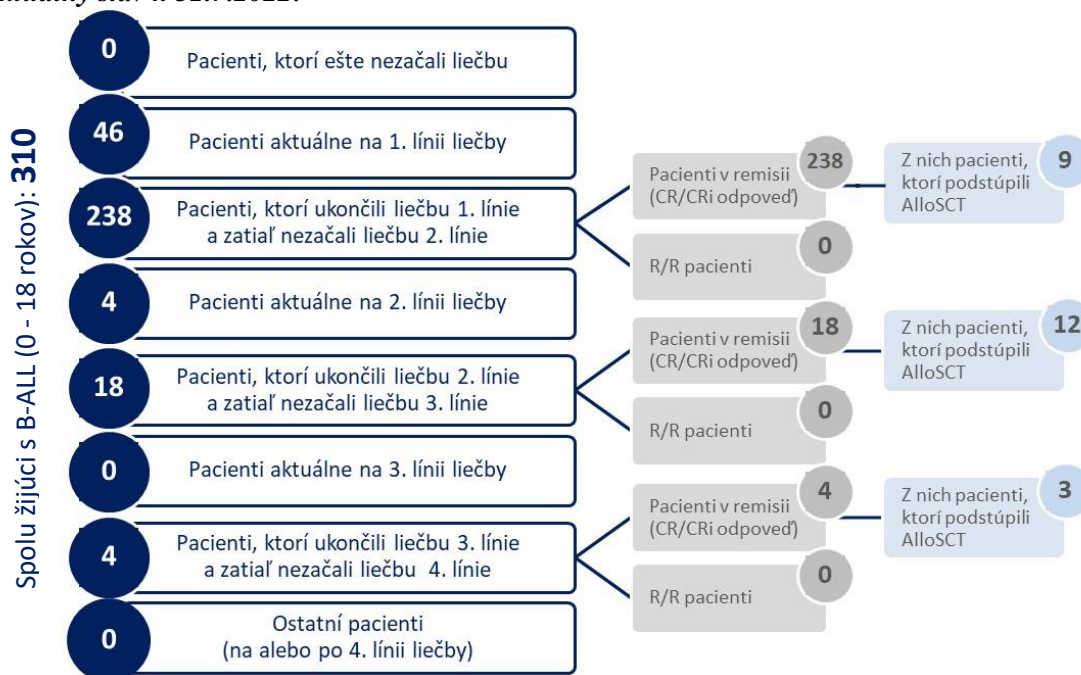 Spolu žijúci s B-ALL (0 - 18 rokov): 310
0
Pacienti, ktorí ešte nezačali liečbu
46
Pacienti aktuálne na 1. línii liečby
238
Pacienti, ktorí ukončili liečbu 1. línie
a zatiaľ nezačali liečbu 2. línie
Pacienti v remisii
(CR/CRi odpoveď)
238
Z nich pacienti,
ktorí podstúpili
AlloSCT
9
R/R pacienti
0
4
Pacienti aktuálne na 2. línii liečby
18
Pacienti, ktorí ukončili liečbu 2. línie
a zatiaľ nezačali liečbu 3. línie
Pacienti v remisii
(CR/CRi odpoveď)
18
Z nich pacienti,
ktorí podstúpili
AlloSCT
12
R/R pacienti
0
0
Pacienti aktuálne na 3. línii liečby
4
Pacienti, ktorí ukončili liečbu 3. línie
a zatiaľ nezačali liečbu 4. línie
Pacienti v remisii
(CR/CRi odpoveď)
4
Z nich pacienti,
ktorí podstúpili
AlloSCT
3
R/R pacienti
0
0
Ostatní pacienti
(na alebo po 4. línii liečby)